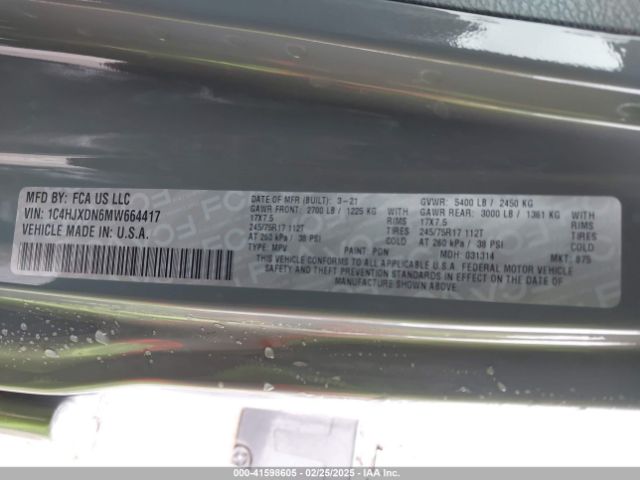 MFD BY: FCA US LLC
VIN: 1C4HJXDN6MW664417
VEHICLE MADE IN: U.S.A.
DATE OF MFR (BUILT): 3-21
GAWR FRONT: 2700 LB / 1225 KG WITH
17X7.5 RIMS
245/75R17 112T TIRES
AT 260 kPa / 38 PSI COLD
TYPE: MPV PAINT: PDN
GVWR: 5400 LB / 2450 KG
GAWR REAR: 3000 LB / 1361 KG WITH
17X7.5 RIMS
245/75R17 112T TIRES
AT 260 kPa / 38 PSI COLD
MDH: 031314 MKT: 875
THIS VEHICLE CONFORMS TO ALL APPLICABLE U.S.A. FEDERAL MOTOR VEHICLE
SAFETY AND THEFT PREVENTION STANDARDS IN EFFECT ON THE DATE OF
MANUFACTURE SHOWN ABOVE.
000-41598605 - 02/25/2025 - IAAI.COM